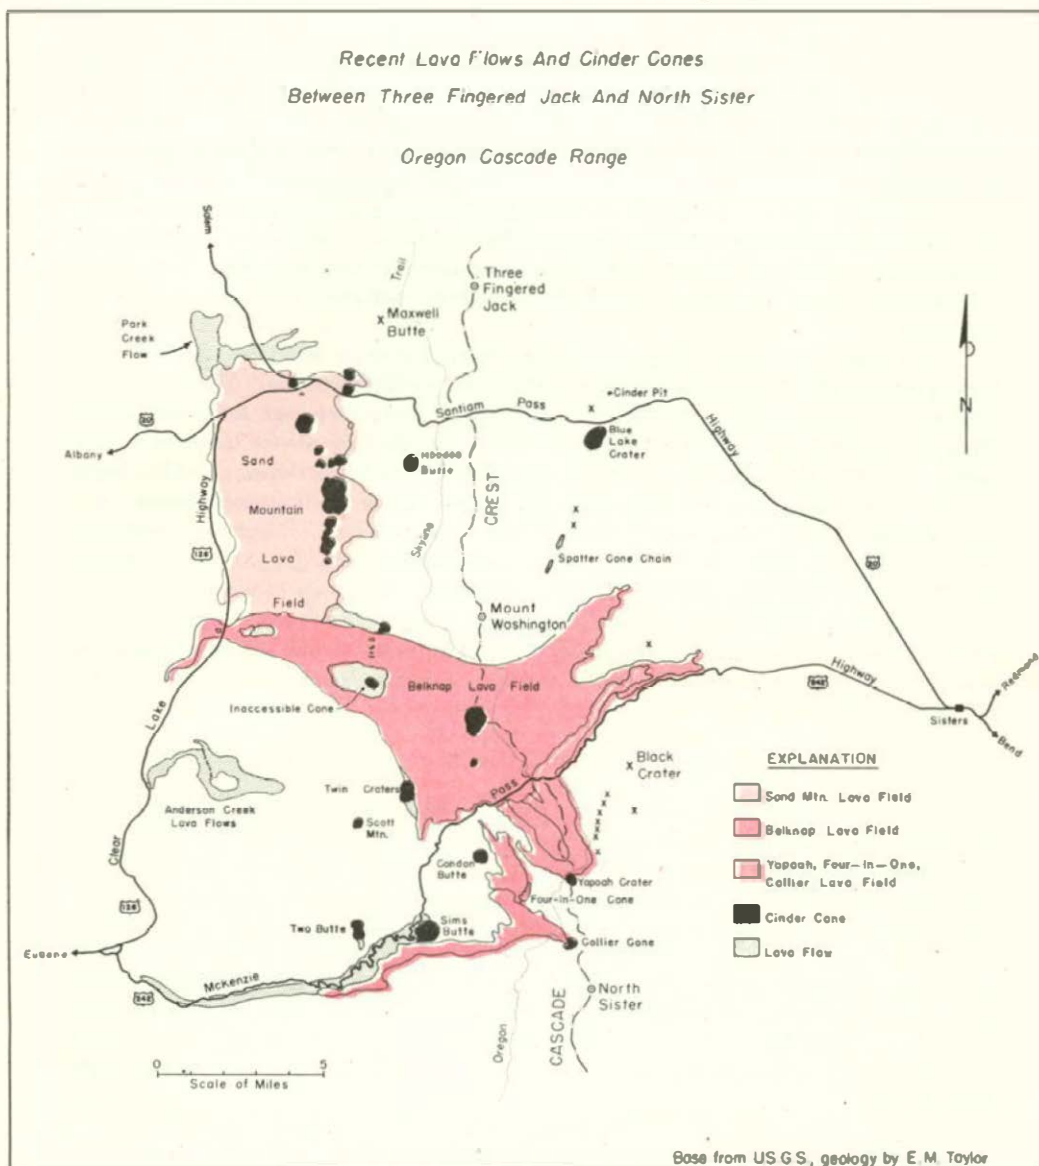 Recent Lava Flows And Cinder Cones
Between Three Fingered Jack And North Sister
Oregon Cascade Range
Salem
Trail
Three
Fingered
Jack
x Maxwell
Butte
Park
Creek
Flow
Cinder Pit
Santiam Pass
Highway
N
20
Albany
Blue
Lake
Crater
Hoodoo
Butte
Sand
Mountain
Lava
Field
Highway
126
CREST
Skyline
Spatter Cone Chain
20
Mount
Washington
Highway
242
Redmond
Sisters
Bend
Belknap Lava Field
Inaccessible Cone
Lake
Black
Crater
Pass
Twin Craters
Scott
Mtn.
Anderson Creek
Lava Flows
Clear
Condon
Butte
Yapoah Crater
Four-In-One Cone
126
Two Butte
Sims
Butte
Collier Cone
Eugene
McKenzie
242
North
Sister
CASCADE
Oregon
EXPLANATION
Sand Mtn. Lava Field
Belknap Lava Field
Yapoah, Four-In-One,
Collier Lava Field
Cinder Cone
Lava Flow
0 5
Scale of Miles
Base from U.S.G.S., geology by E.M. Taylor